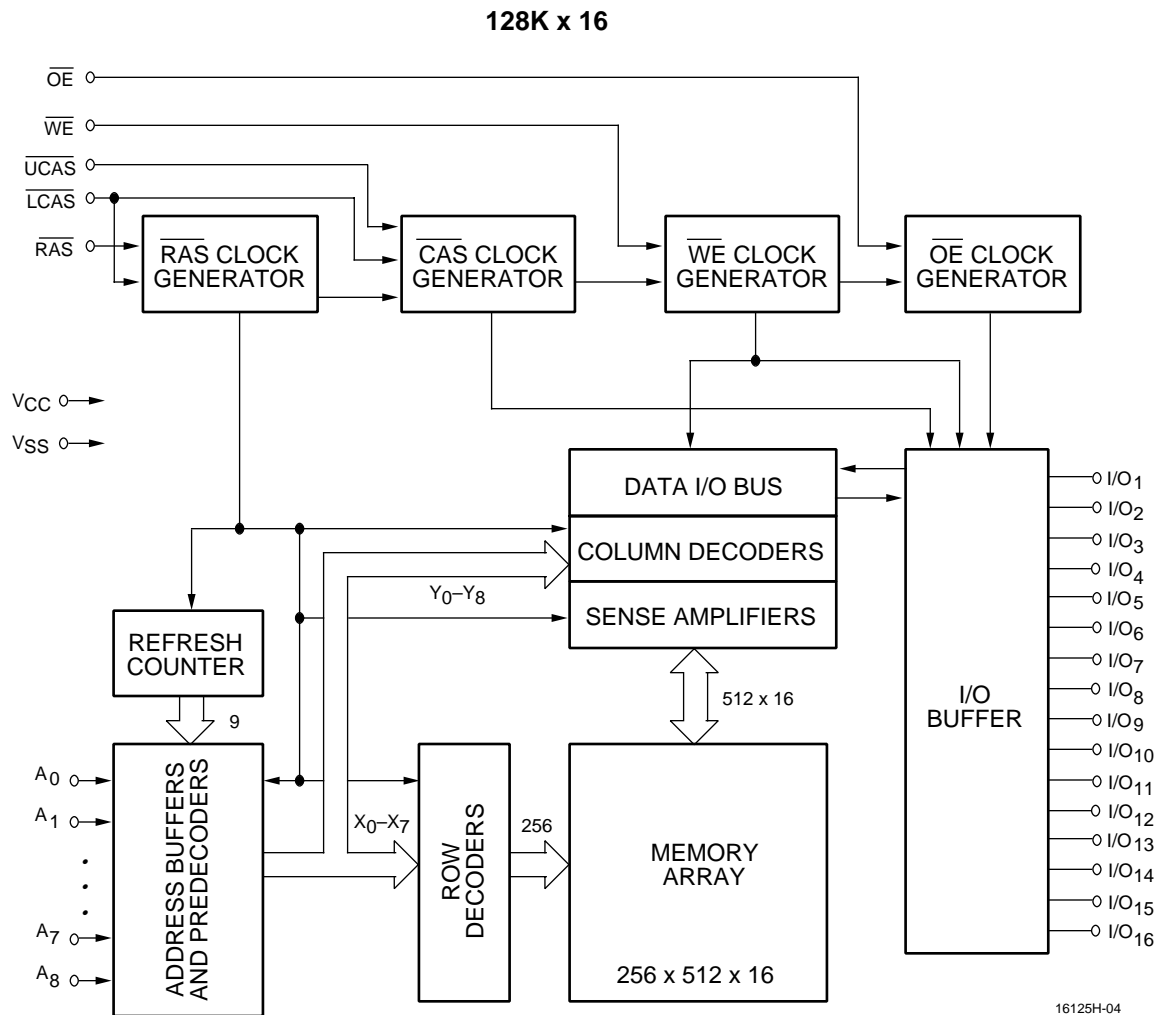 128K x 16
OE
WE
UCAS
LCAS
RAS
RAS CLOCK
GENERATOR
CAS CLOCK
GENERATOR
WE CLOCK
GENERATOR
OE CLOCK
GENERATOR
VCC
VSS
DATA I/O BUS
COLUMN DECODERS
SENSE AMPLIFIERS
Y0–Y8
REFRESH
COUNTER
9
512 x 16
I/O
BUFFER
I/O1
I/O2
I/O3
I/O4
I/O5
I/O6
I/O7
I/O8
I/O9
I/O10
I/O11
I/O12
I/O13
I/O14
I/O15
I/O16
A0
A1
.
.
.
A7
A8
ADDRESS BUFFERS
AND PREDECODERS
X0–X7
ROW
DECODERS
256
MEMORY
ARRAY
256 x 512 x 16
16125H-04